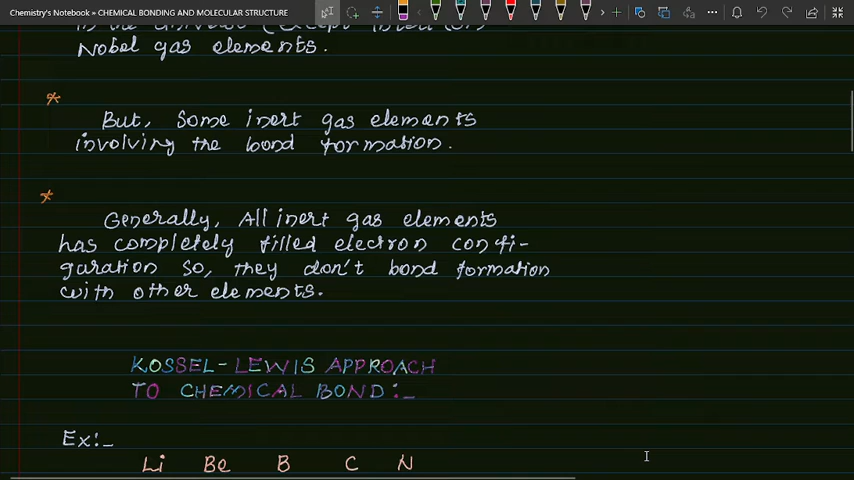 Chemistry's Notebook » CHEMICAL BONDING AND MOLECULAR STRUCTURE
Nobel gas elements.
But, Some inert gas elements
involving the bond formation.
Generally, All inert gas elements
has completely filled electron confi-
guration so, they don't bond formation
with other elements.
KOSSEL-LEWIS APPROACH
TO CHEMICAL BOND:-
Ex:-
Li Be B C N